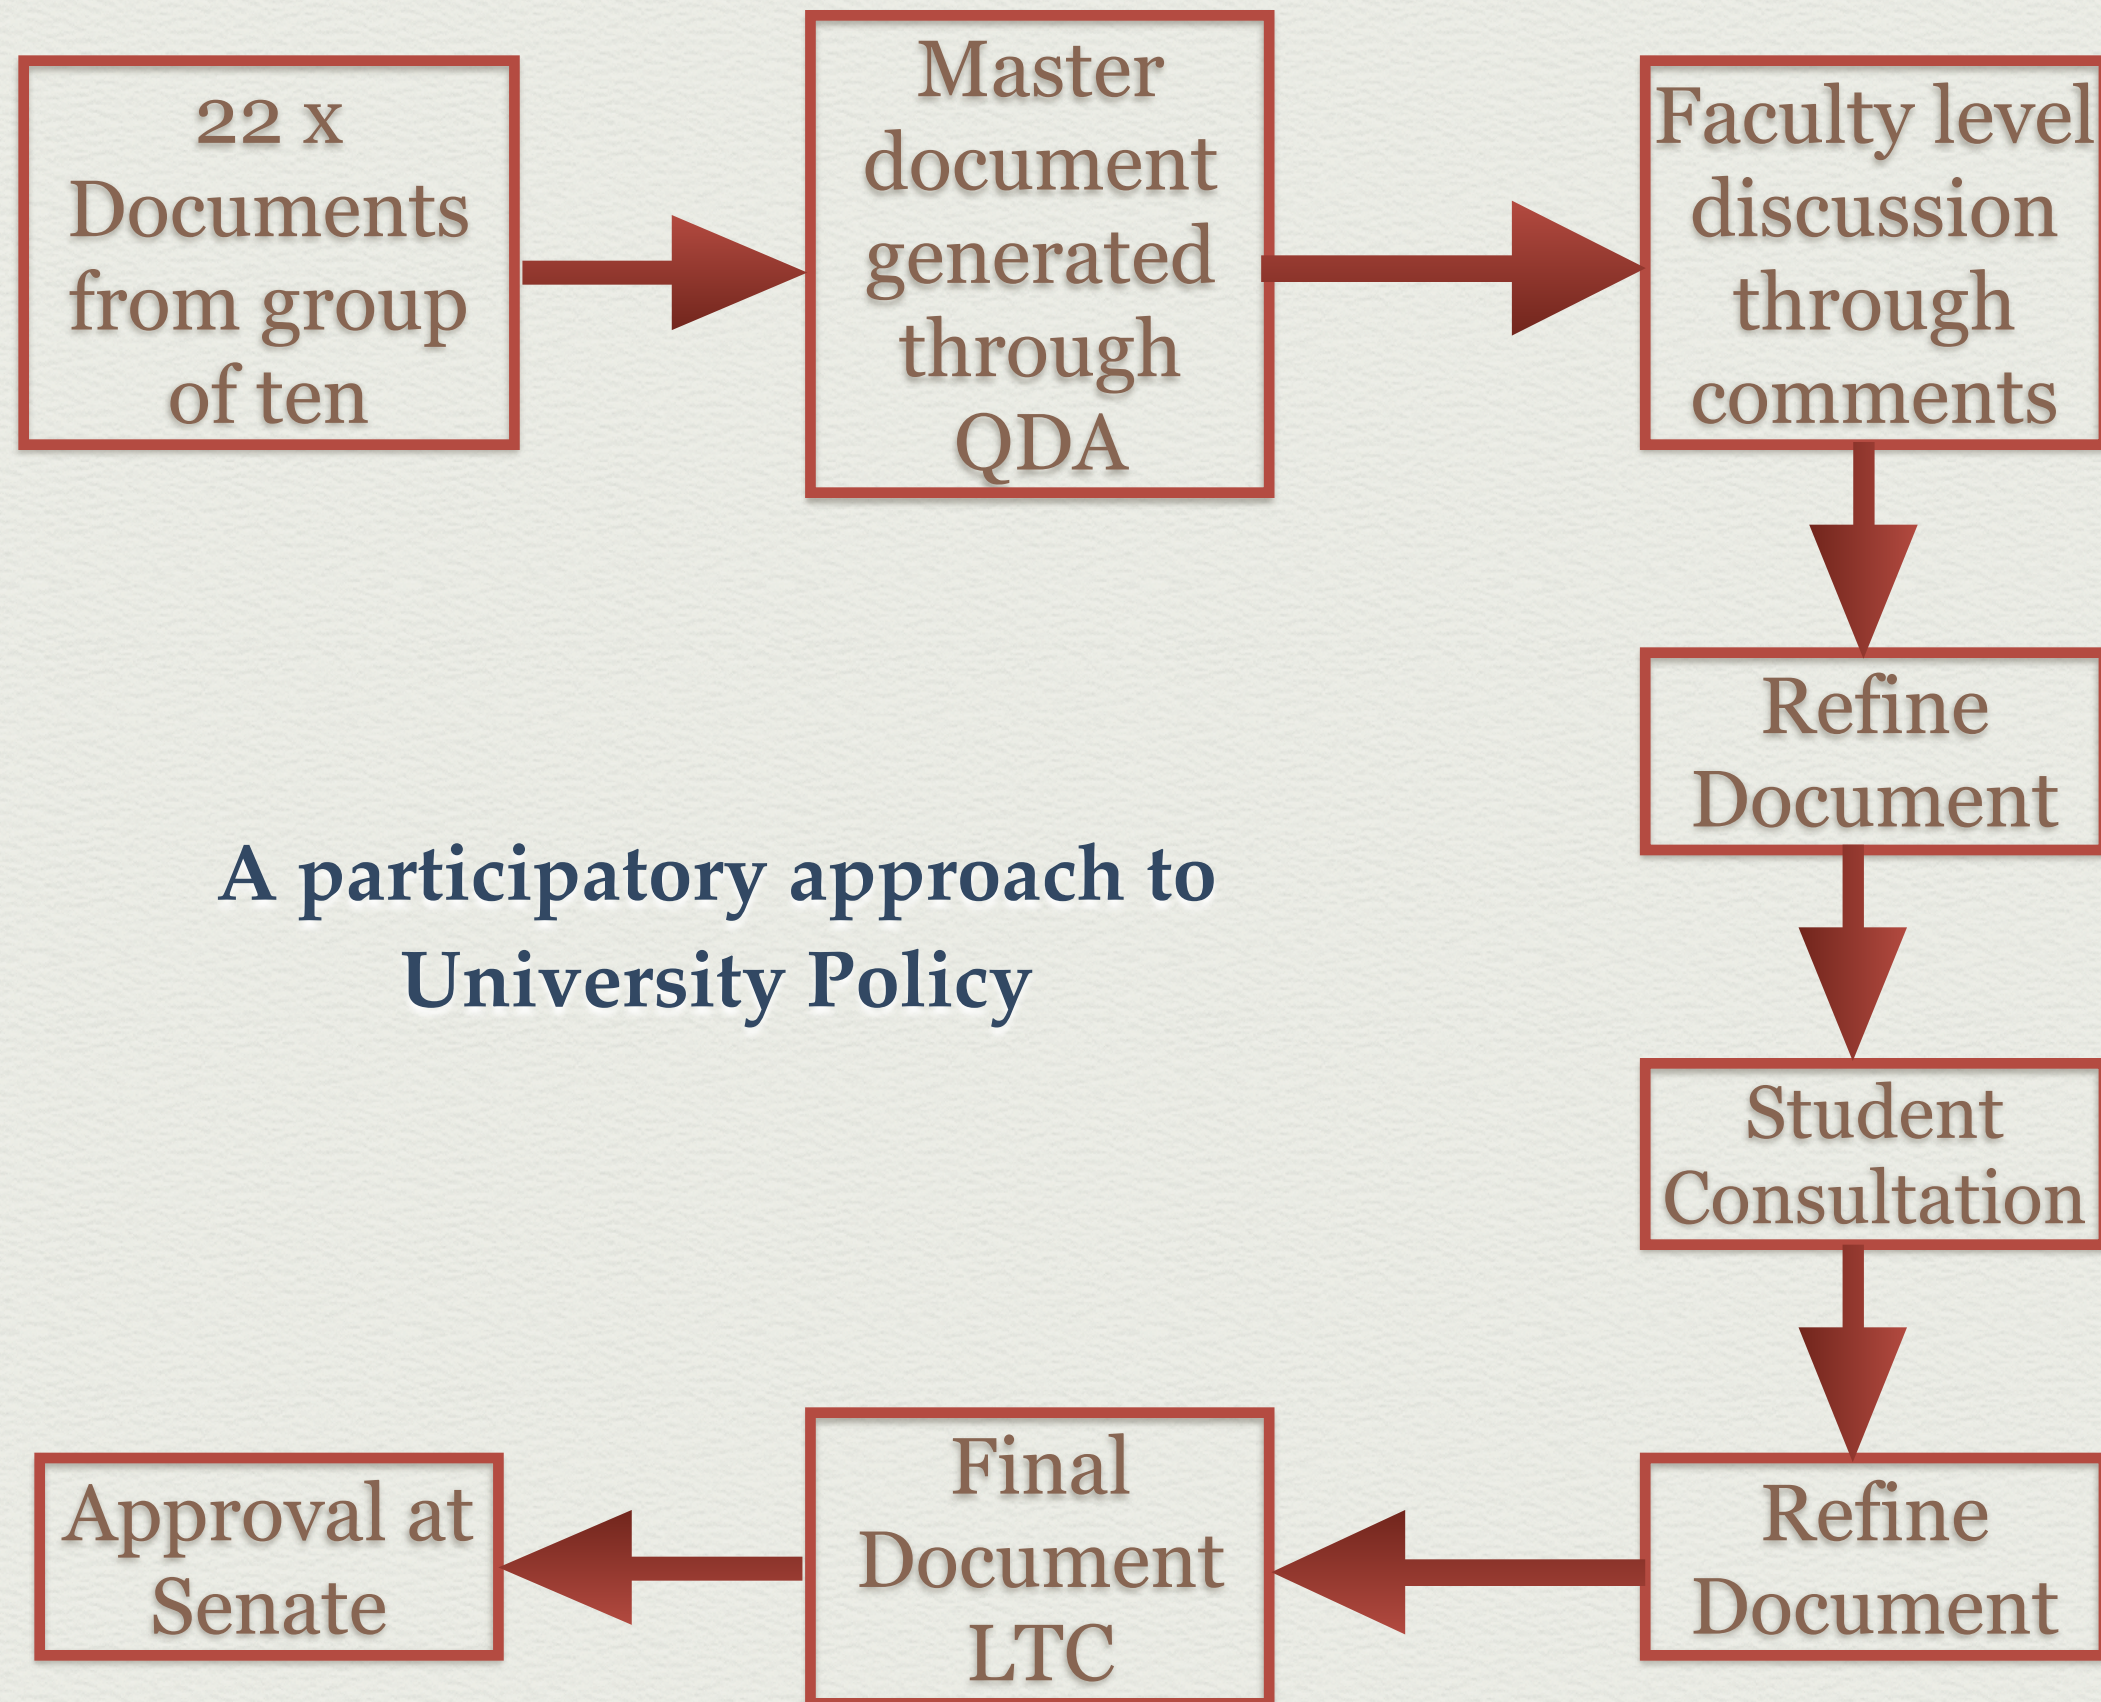 22 x
Documents
from group
of ten
Master
document
generated
through
QDA
Faculty level
discussion
through
comments
Refine
Document
Student
Consultation
Refine
Document
Final
Document
LTC
Approval at
Senate
A participatory approach to
University Policy